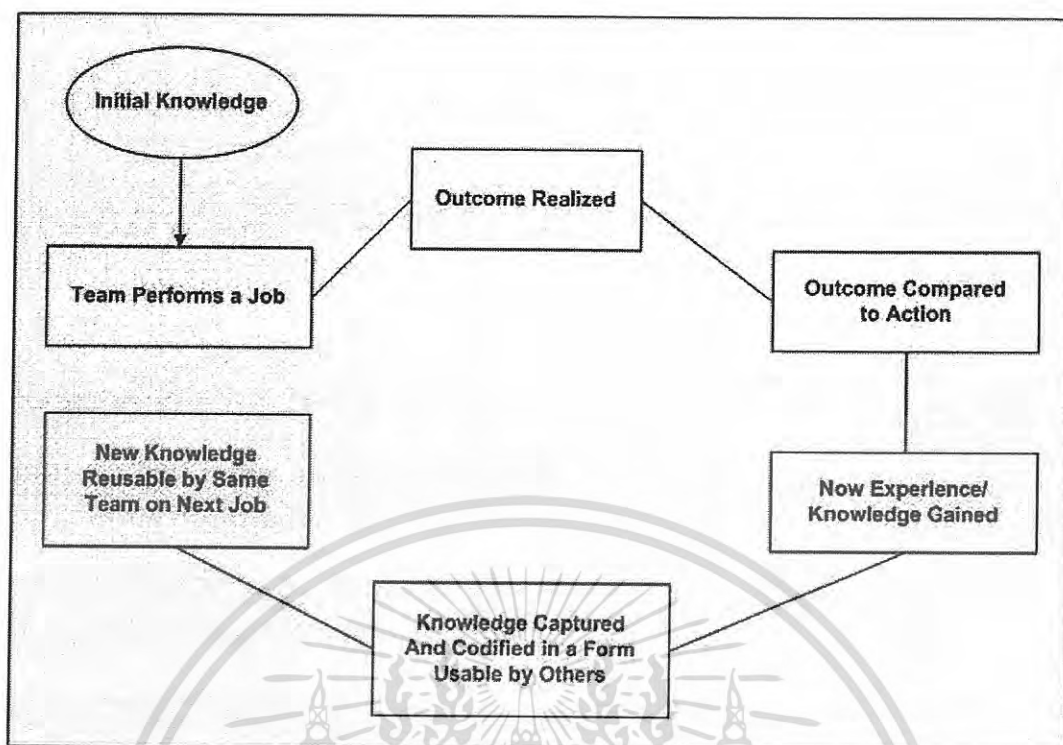 Initial Knowledge
Outcome Realized
Team Performs a Job
Outcome Compared
to Action
New Knowledge
Reusable by Same
Team on Next Job
Now Experience/
Knowledge Gained
Knowledge Captured
And Codified in a Form
Usable by Others